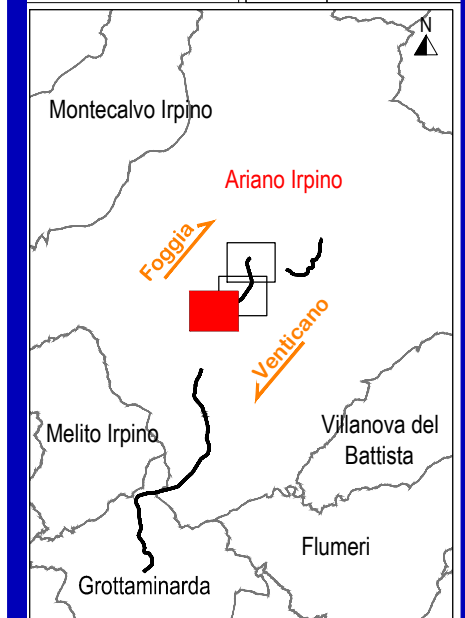 N
Montecalvo Irpino
Ariano Irpino
Foggia
Venticano
Melito Irpino
Villanova del
Battista
Flumeri
Grottaminarda